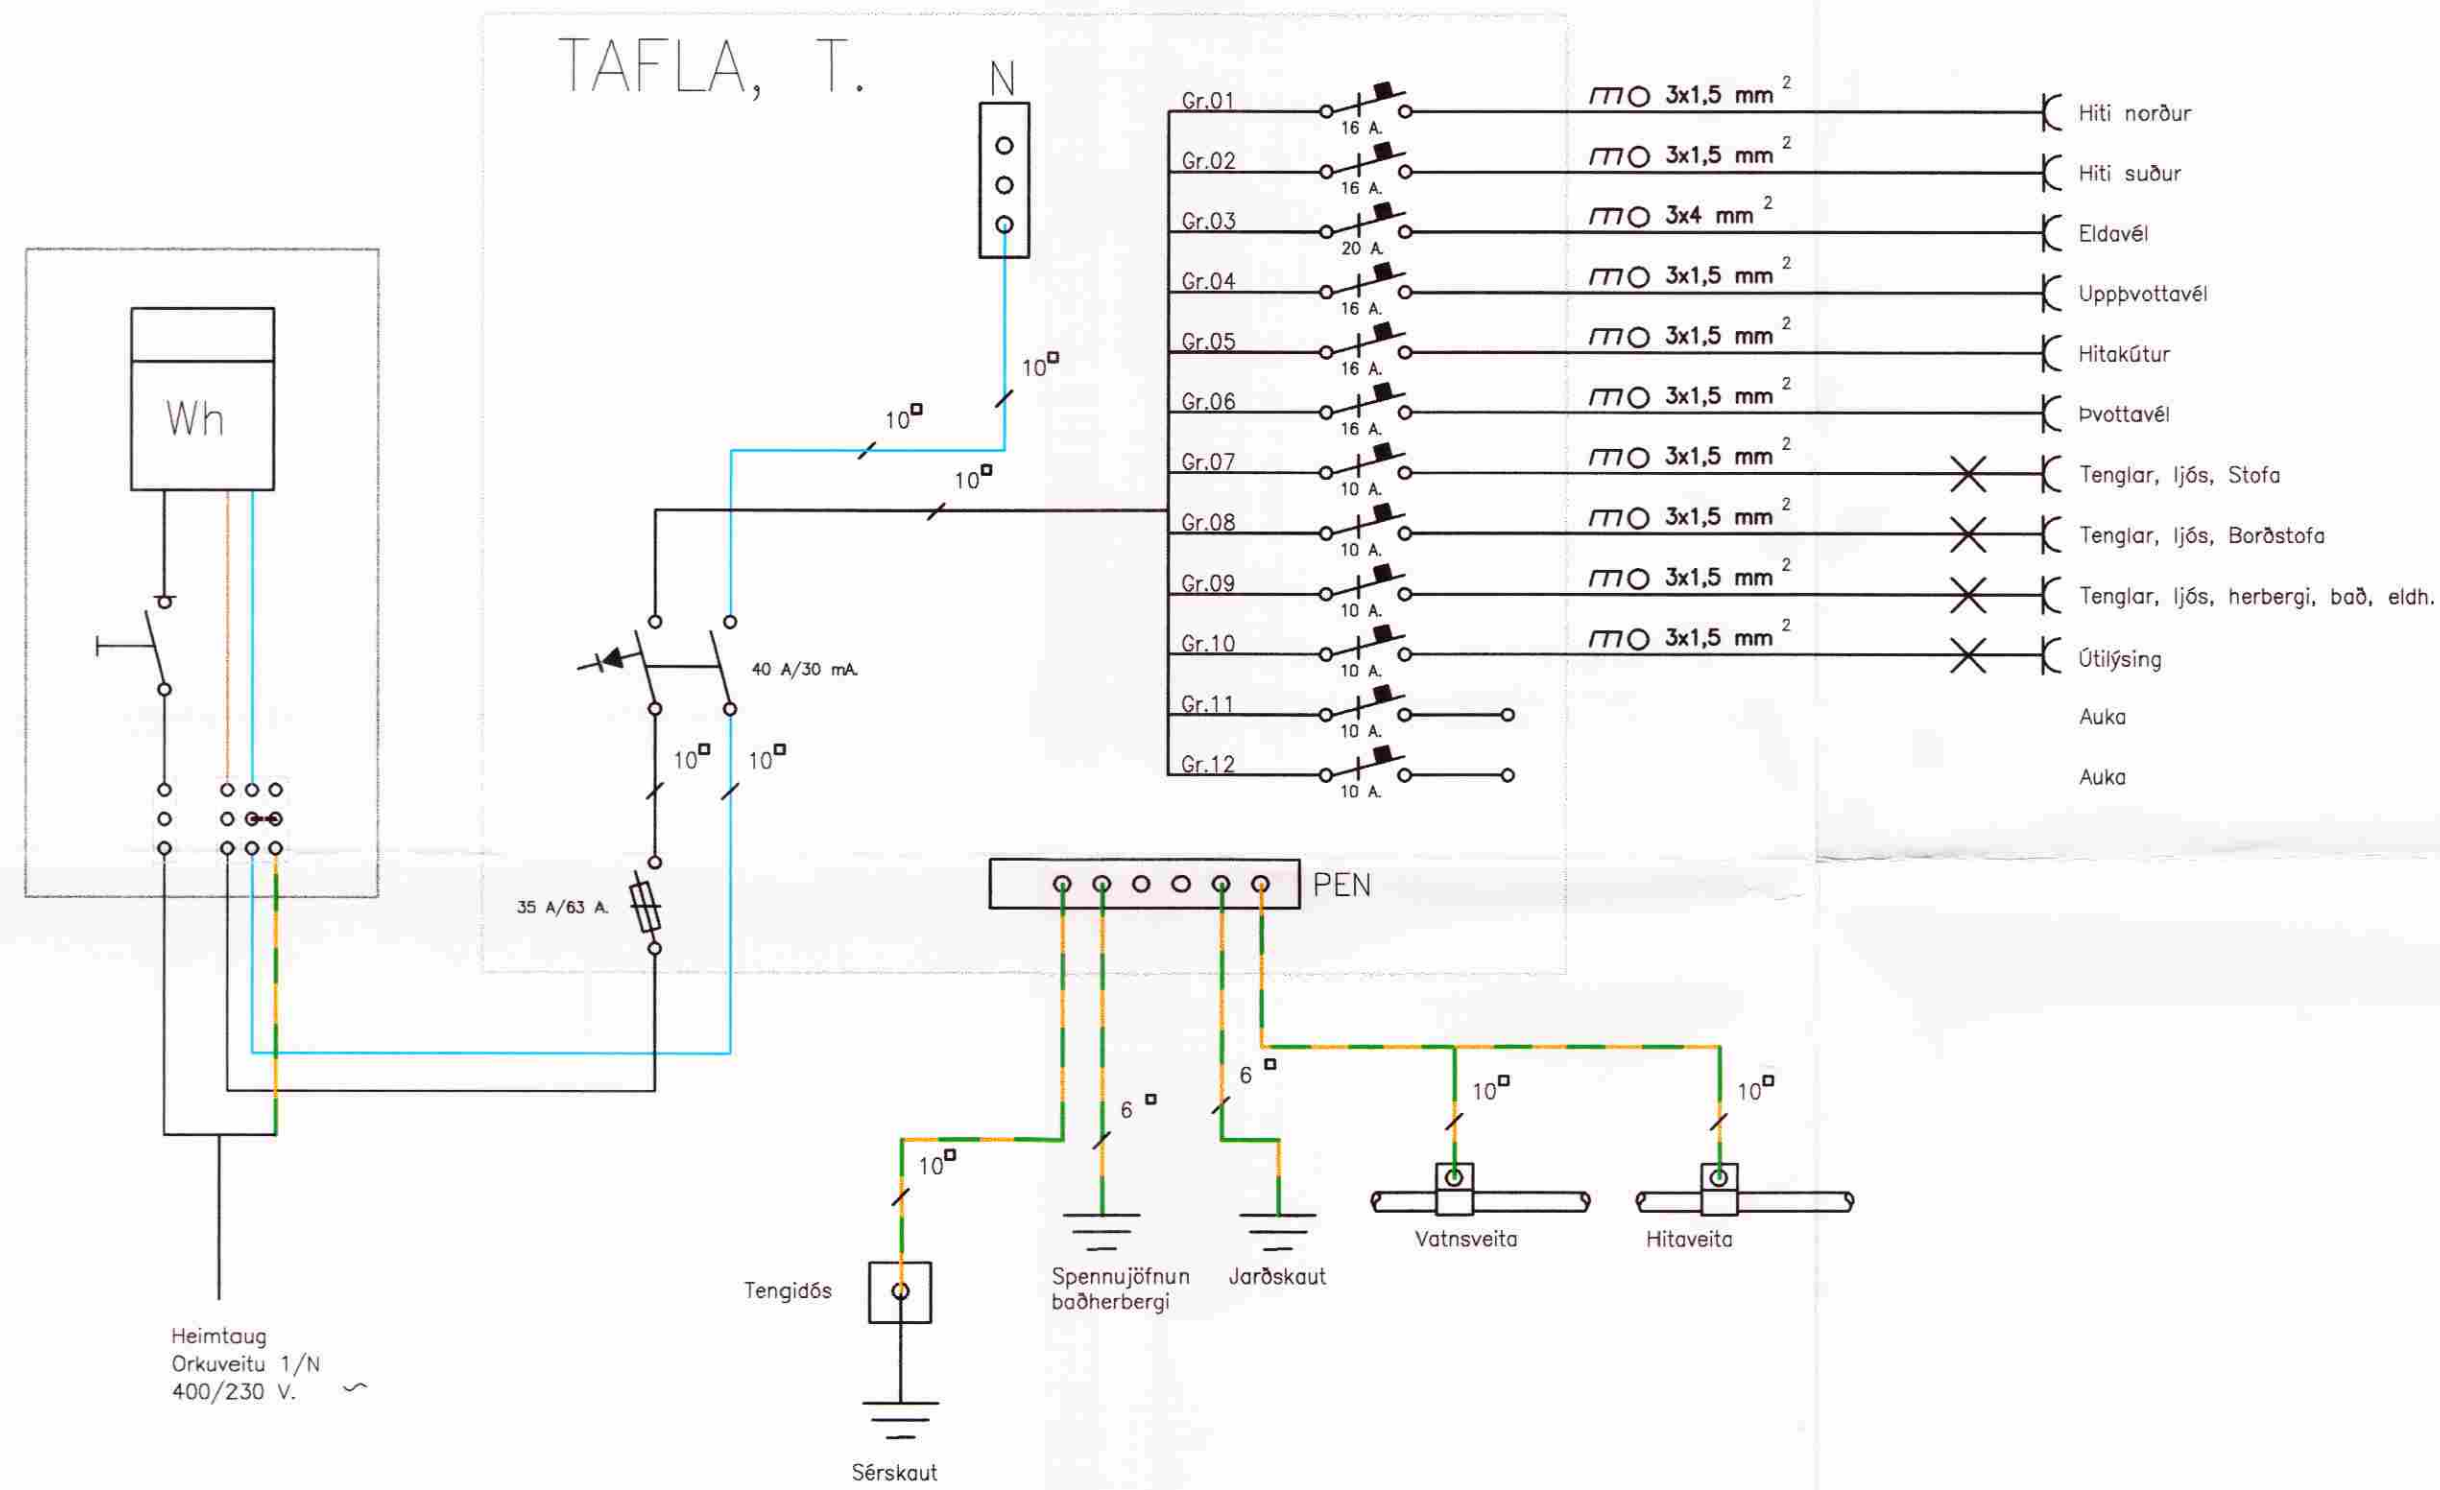 TAFLA, T.
N
Wh
Gr.01
16 A.
3x1,5 mm 2
Hiti norður
Gr.02
16 A.
3x1,5 mm 2
Hiti suður
Gr.03
20 A.
3x4 mm 2
Eldavél
Gr.04
16 A.
3x1,5 mm 2
Uppþvottavél
Gr.05
16 A.
3x1,5 mm 2
Hitakútur
Gr.06
16 A.
3x1,5 mm 2
Þvottavél
Gr.07
10 A.
3x1,5 mm 2
Tenglar, ljós, Stofa
Gr.08
10 A.
3x1,5 mm 2
Tenglar, ljós, Borðstofa
Gr.09
10 A.
3x1,5 mm 2
Tenglar, ljós, herbergi, bað, eldh.
Gr.10
10 A.
3x1,5 mm 2
Útilýsing
Gr.11
10 A.
Auka
Gr.12
10 A.
Auka
10
10
10
40 A/30 mA.
10
10
35 A/63 A.
PEN
6
6
10
10
10
Vatnsveita
Hitaveita
Tengidós
Spennujöfnun
baðherbergi
Jarðskaut
Heimtaug
Orkuveitu 1/N
400/230 V. ~
Sérskaut